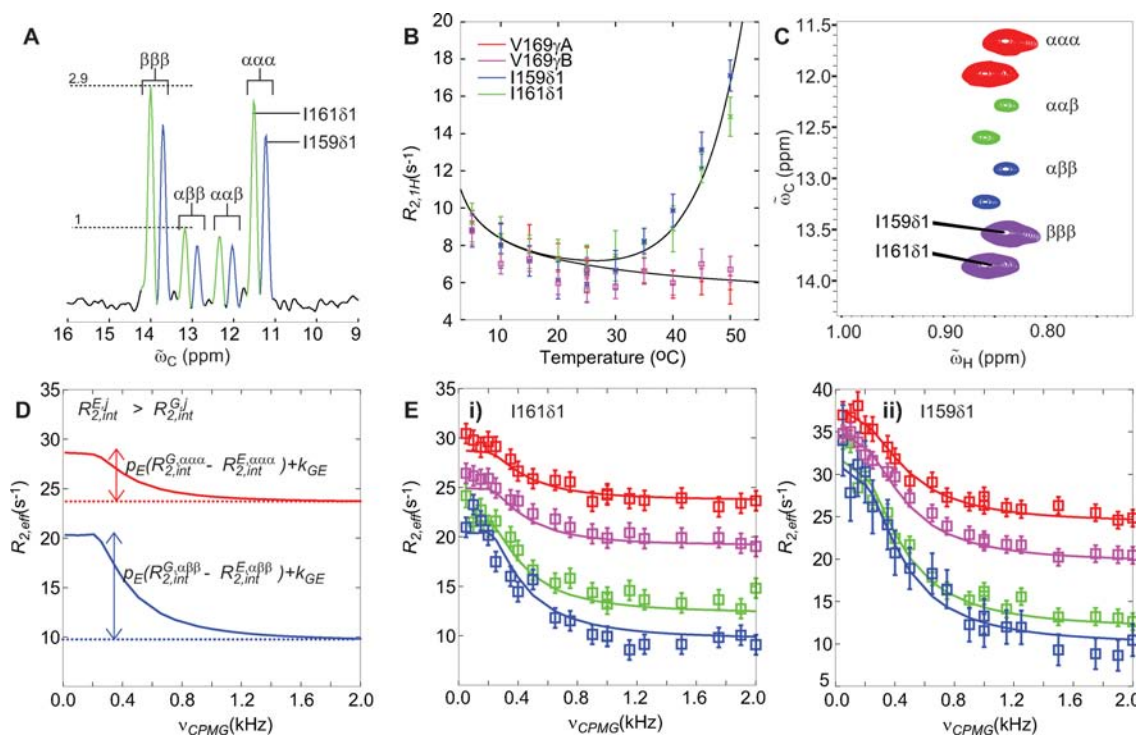 A
βββ
ααα
2.9
I161δ1
I159δ1
αββ
ααβ
1
16 15 14 13 12 11 10 9
ω̃C (ppm)
B
20
18
16
14
12
10
8
6
4
R2,1H(s-1)
V169γA
V169γB
I159δ1
I161δ1
10 20 30 40 50
Temperature (oC)
C
11.5
12.0
12.5
13.0
13.5
14.0
ω̃C (ppm)
ααα
ααβ
αββ
βββ
I159δ1
I161δ1
1.00 0.90 0.80
ω̃H (ppm)
D
35
30
25
20
15
10
R2,eff(s-1)
R2,intE,j > R2,intG,j
pE(R2,intG,ααα- R2,intE,ααα)+kGE
pE(R2,intG,αββ- R2,intE,αββ)+kGE
0.0 0.4 0.8 1.2 1.6 2.0
νCPMG(kHz)
E i) I161δ1
35
30
25
20
15
10
R2,eff(s-1)
0.0 0.4 0.8 1.2 1.6 2.0
νCPMG(kHz)
ii) I159δ1
40
35
30
25
20
15
10
5
0.0 0.4 0.8 1.2 1.6 2.0
νCPMG(kHz)